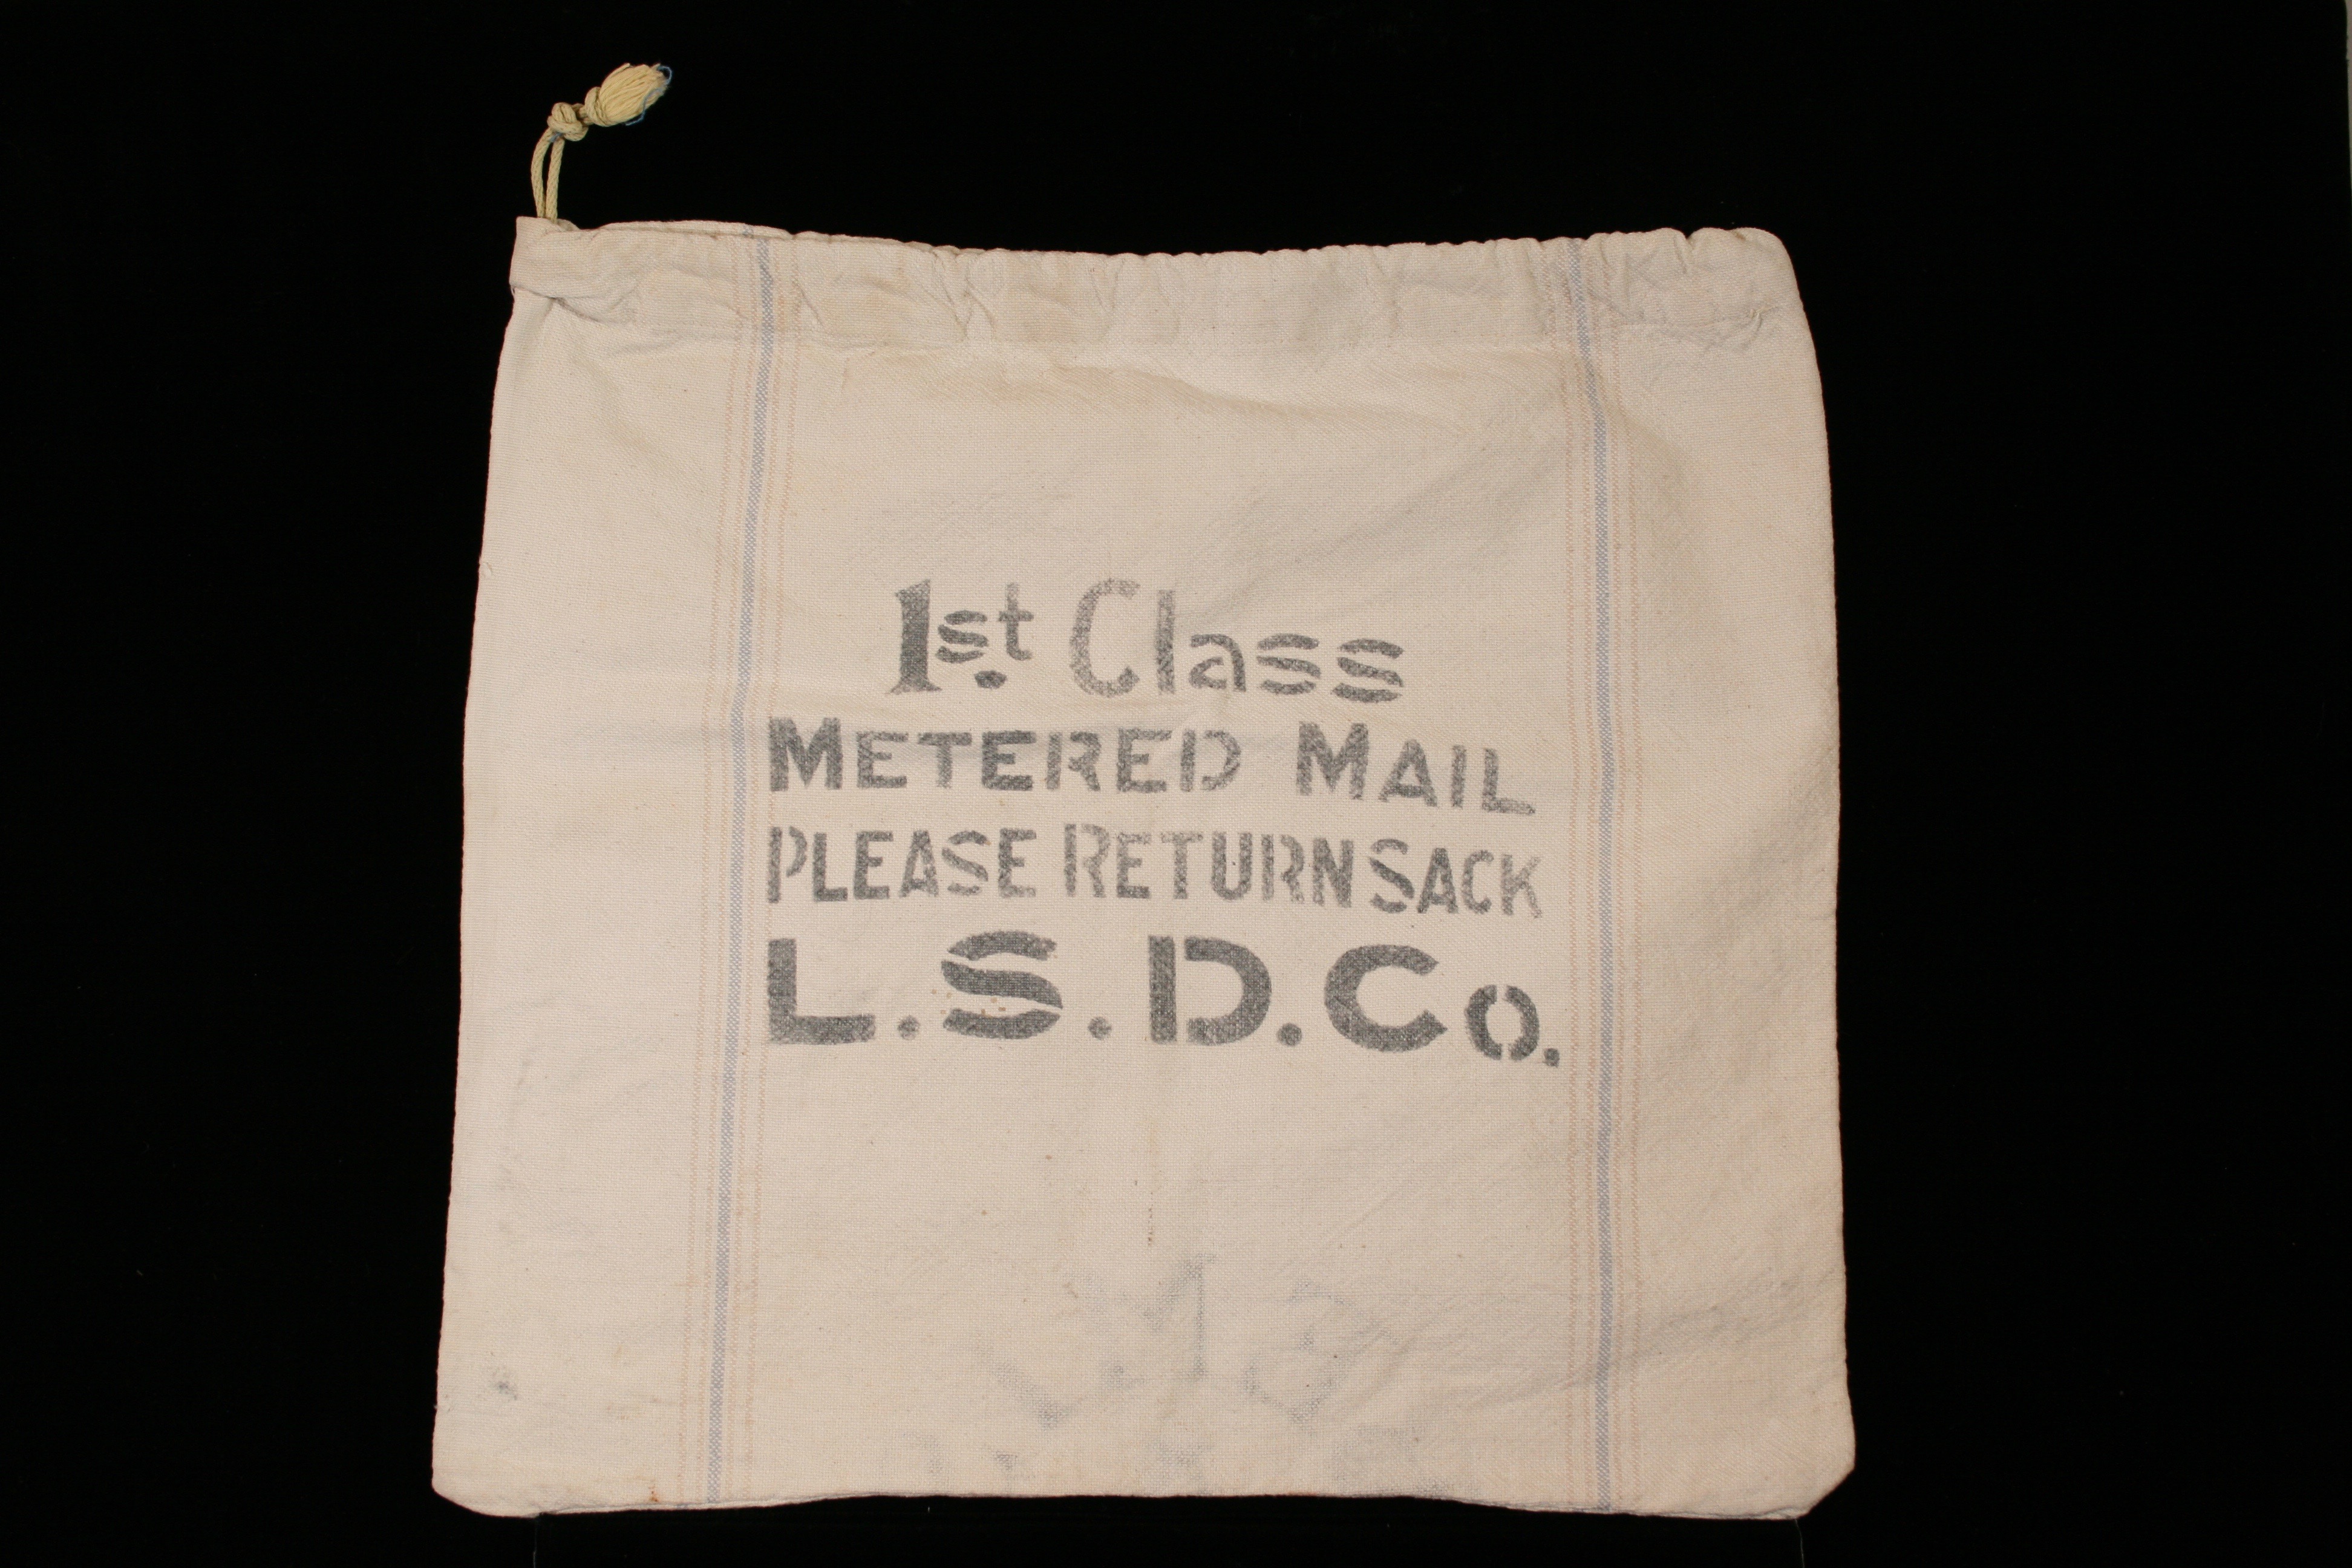 1st. Class
METERED MAIL
PLEASE RETURN SACK
L.S.D.Co.